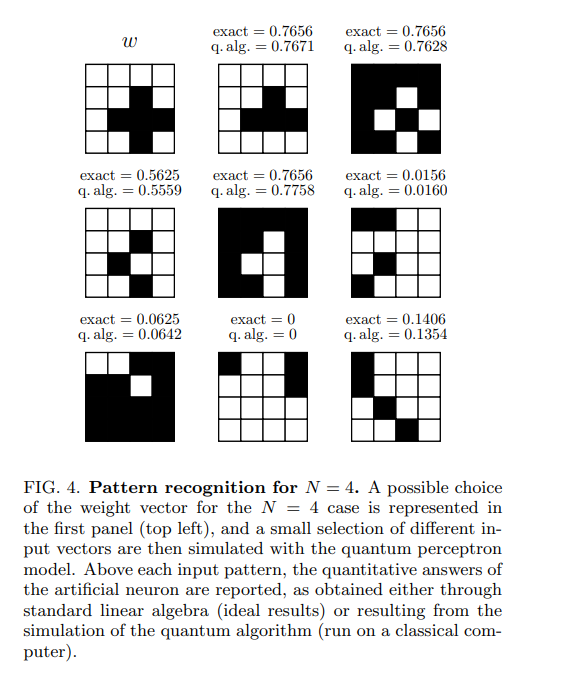 w
exact = 0.7656
q. alg. = 0.7671
exact = 0.7656
q. alg. = 0.7628
exact = 0.5625
q. alg. = 0.5559
exact = 0.7656
q. alg. = 0.7758
exact = 0.0156
q. alg. = 0.0160
exact = 0.0625
q. alg. = 0.0642
exact = 0
q. alg. = 0
exact = 0.1406
q. alg. = 0.1354
FIG. 4. Pattern recognition for N = 4. A possible choice
of the weight vector for the N = 4 case is represented in
the first panel (top left), and a small selection of different in-
put vectors are then simulated with the quantum perceptron
model. Above each input pattern, the quantitative answers of
the artificial neuron are reported, as obtained either through
standard linear algebra (ideal results) or resulting from the
simulation of the quantum algorithm (run on a classical com-
puter).